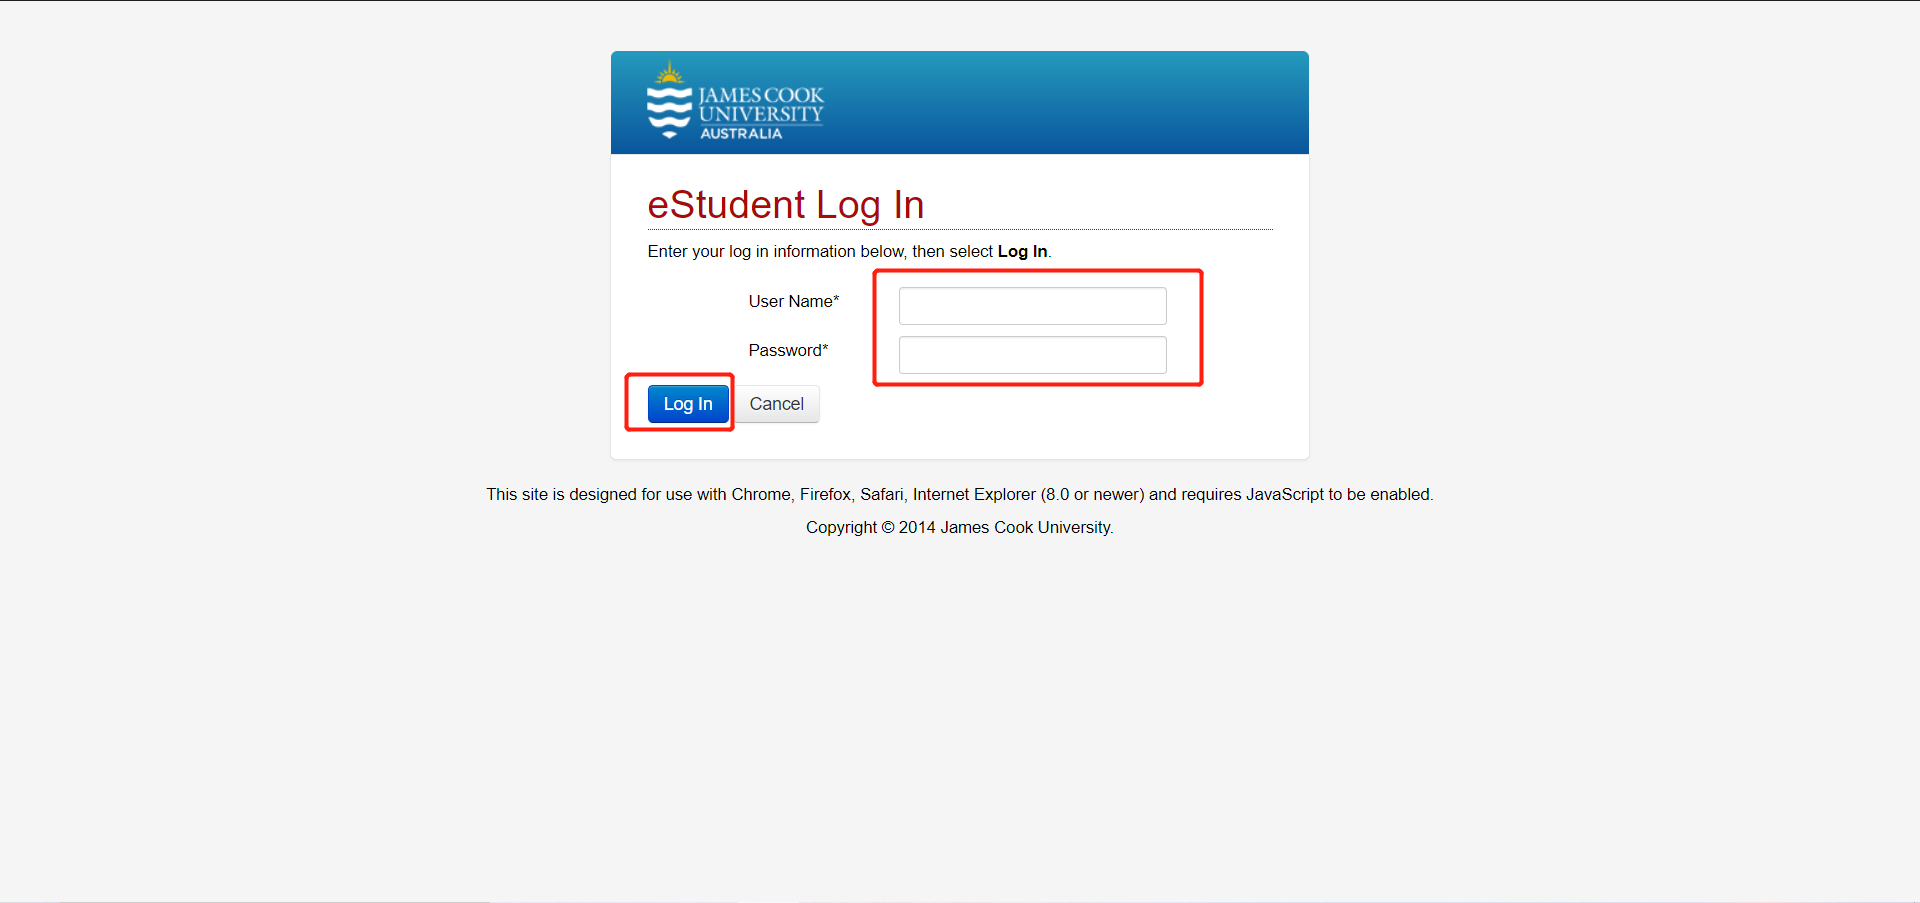 JAMES COOK
UNIVERSITY
AUSTRALIA
eStudent Log In
Enter your log in information below, then select Log In.
User Name*
Password*
Log In Cancel
This site is designed for use with Chrome, Firefox, Safari, Internet Explorer (8.0 or newer) and requires JavaScript to be enabled.
Copyright © 2014 James Cook University.